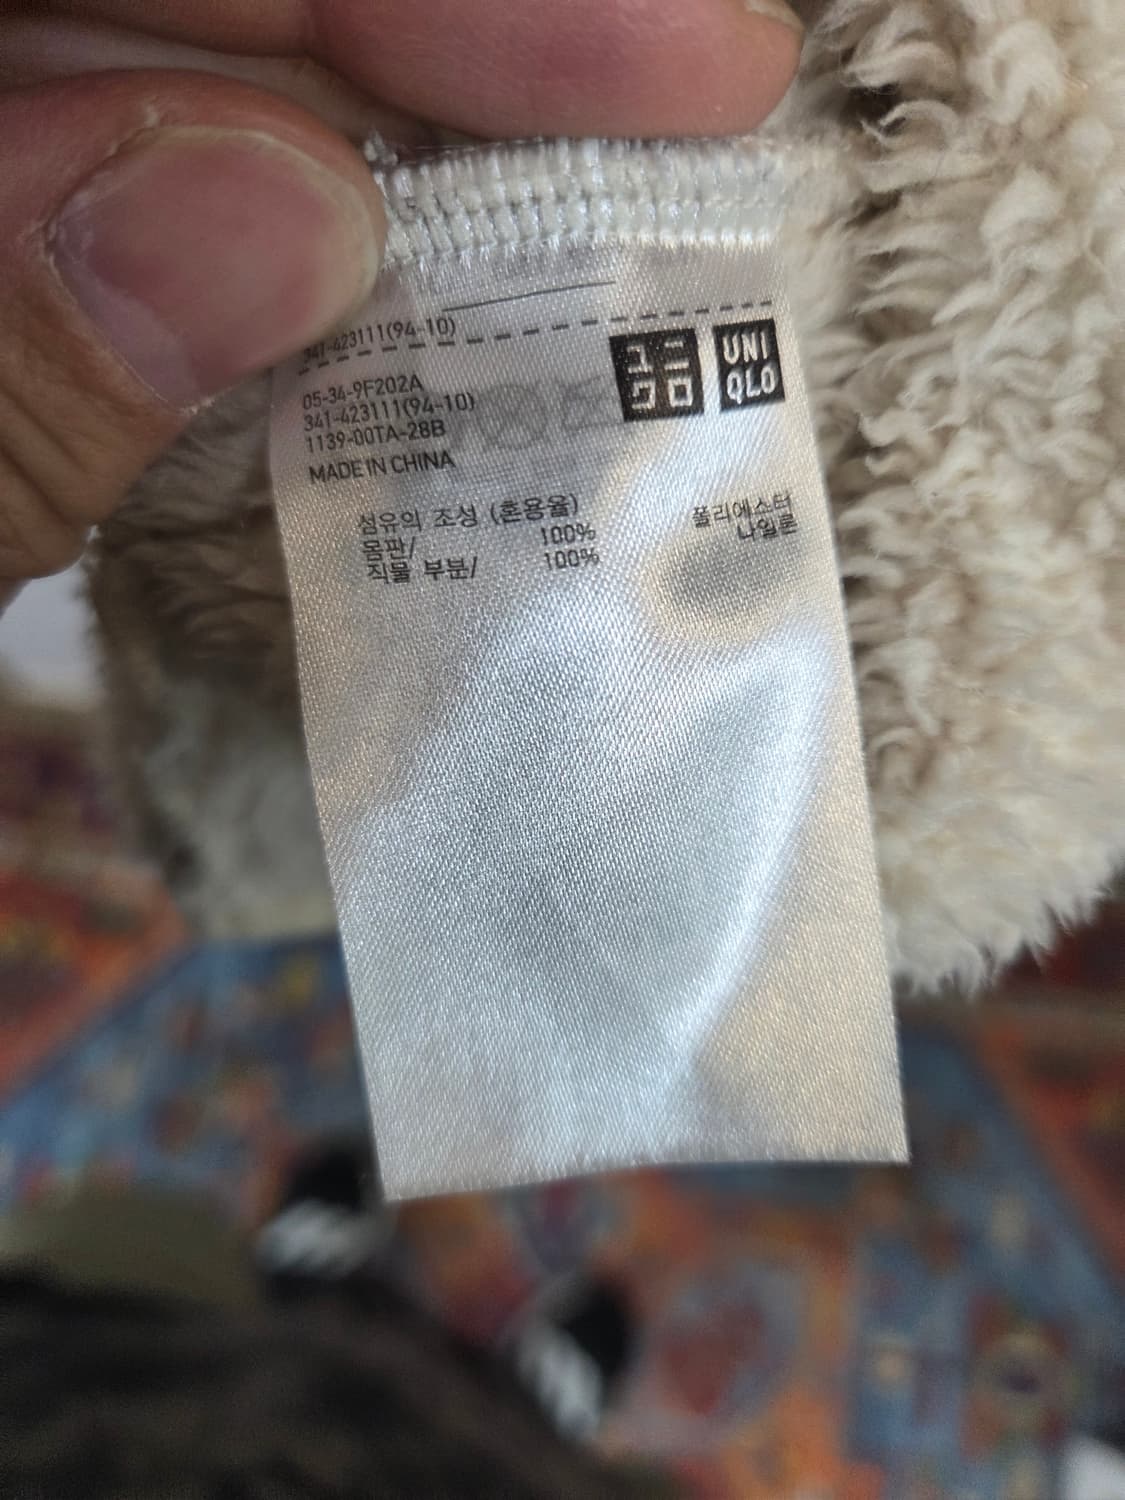 341-423111(94-10)
ユニ
クロ
UNI
QLO
05-34-9F202A
341-423111(94-10)
1139-00TA-28B
MADE IN CHINA
섬유의 조성 (혼용율)
몸판/ 100% 폴리에스터
직물 부분/ 100% 나일론